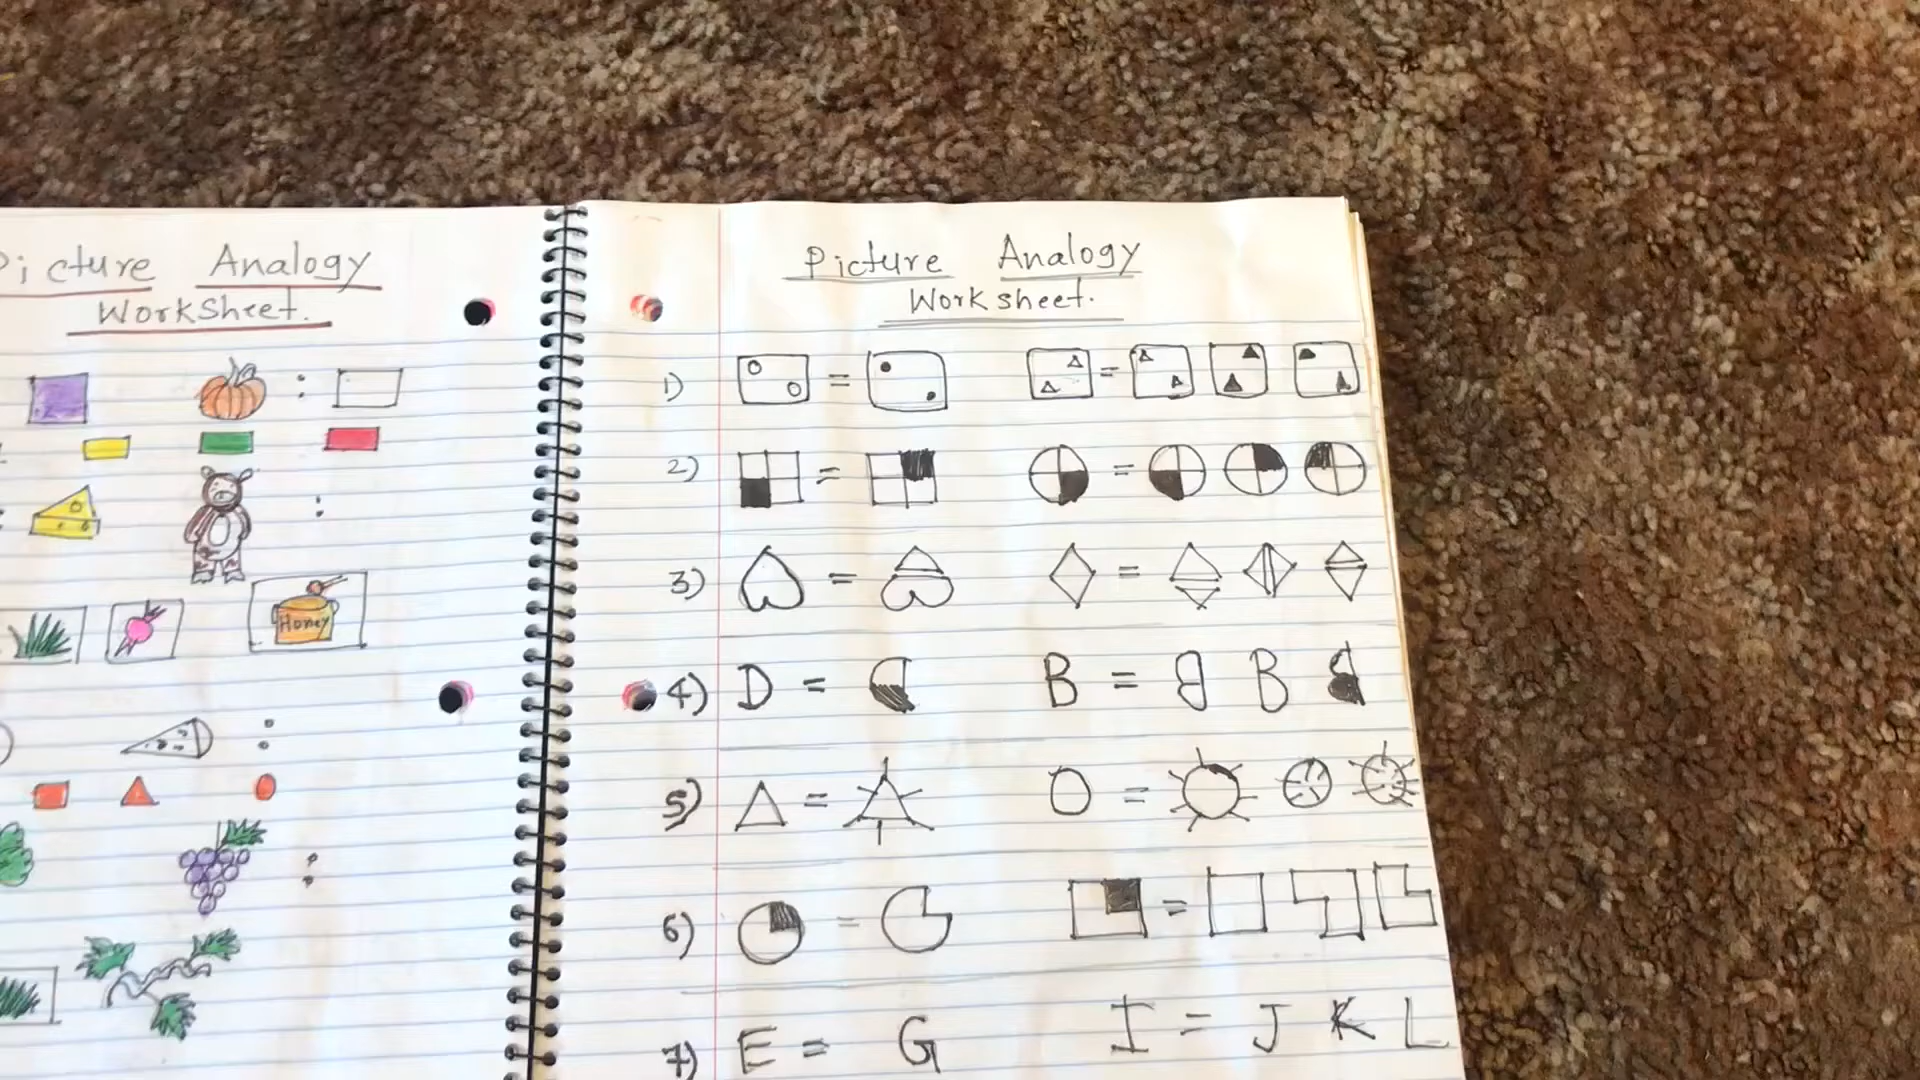 Picture Analogy
Worksheet.
Honey
Picture Analogy
Worksheet.
1) = =
2) = =
3) = =
4) D = B = B
5) = =
6) = =
7) E = G I = J K L